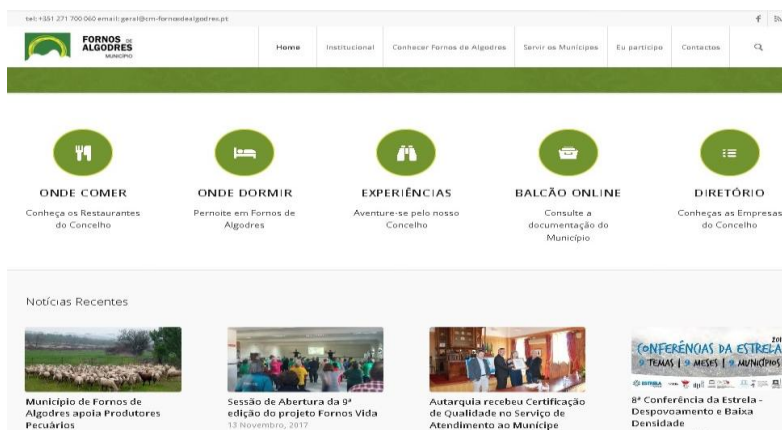 tel: +351 271 700 060 email: geral@cm-fornosdealgodres.pt
FORNOS DE
ALGODRES
MUNICÍPIO
Home
Institucional
Conhecer Fornos de Algodres
Servir os Munícipes
Eu participo
Contactos
ONDE COMER
Conheça os Restaurantes
do Concelho
ONDE DORMIR
Pernoite em Fornos de
Algodres
EXPERIÊNCIAS
Aventure-se pelo nosso
Concelho
BALCÃO ONLINE
Consulte a
documentação do
Município
DIRETÓRIO
Conheças as Empresas
do Concelho
Notícias Recentes
Município de Fornos de
Algodres apoia Produtores
Pecuários
Sessão de Abertura da 9ª
edição do projeto Fornos Vida
13 Novembro, 2017
Autarquia recebeu Certificação
de Qualidade no Serviço de
Atendimento ao Munícipe
201
CONFERÊNCIAS DA ESTRELA
9 TEMAS | 9 MESES | 9 MUNICÍPIOS
8ª Conferência da Estrela -
Despovoamento e Baixa
Densidade